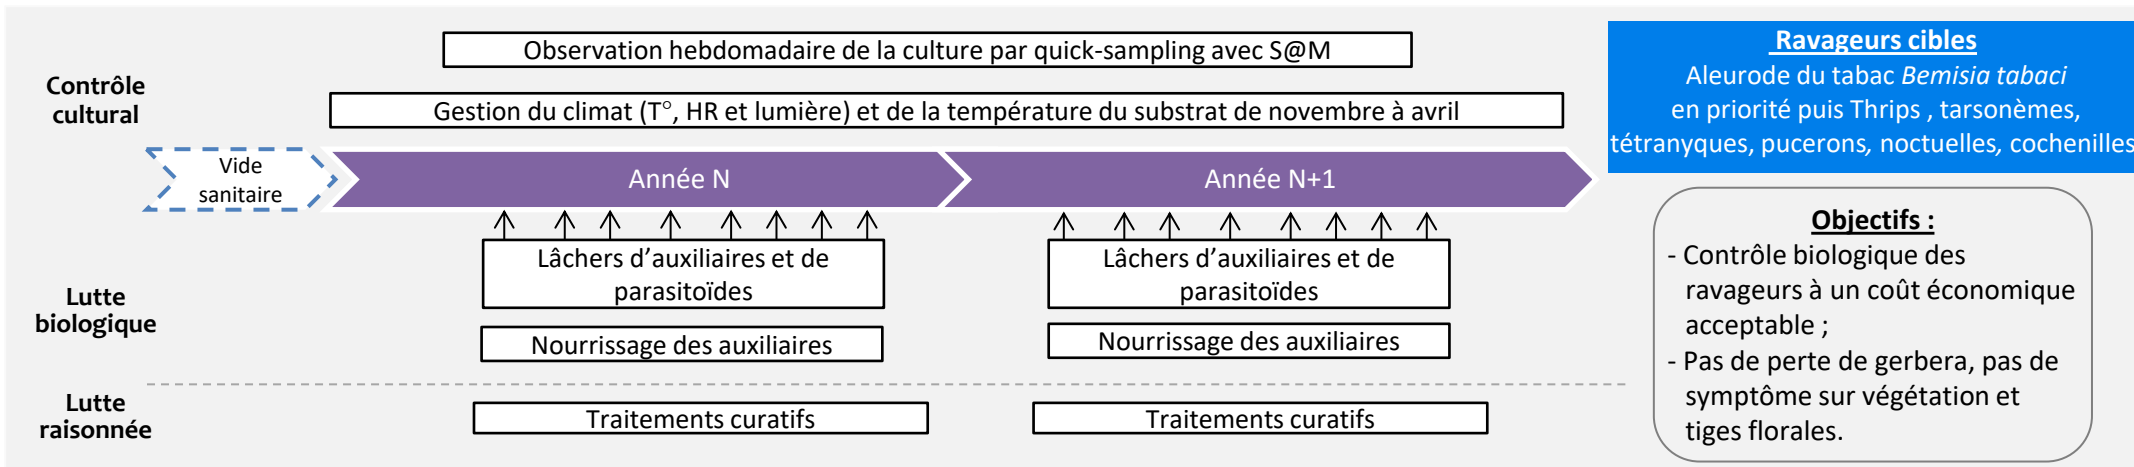 Observation hebdomadaire de la culture par quick-sampling avec S@M
Contrôle
cultural
Gestion du climat (T°, HR et lumière) et de la température du substrat de novembre à avril
Vide
sanitaire
Année N
Année N+1
Lâchers d’auxiliaires et de
parasitoïdes
Lâchers d’auxiliaires et de
parasitoïdes
Lutte
biologique
Nourrissage des auxiliaires
Nourrissage des auxiliaires
Lutte
raisonnée
Traitements curatifs
Traitements curatifs
Ravageurs cibles
Aleurode du tabac Bemisia tabaci
en priorité puis Thrips , tarsonèmes,
tétranyques, pucerons, noctuelles, cochenilles
Objectifs :
- Contrôle biologique des
ravageurs à un coût économique
acceptable ;
- Pas de perte de gerbera, pas de
symptôme sur végétation et
tiges florales.